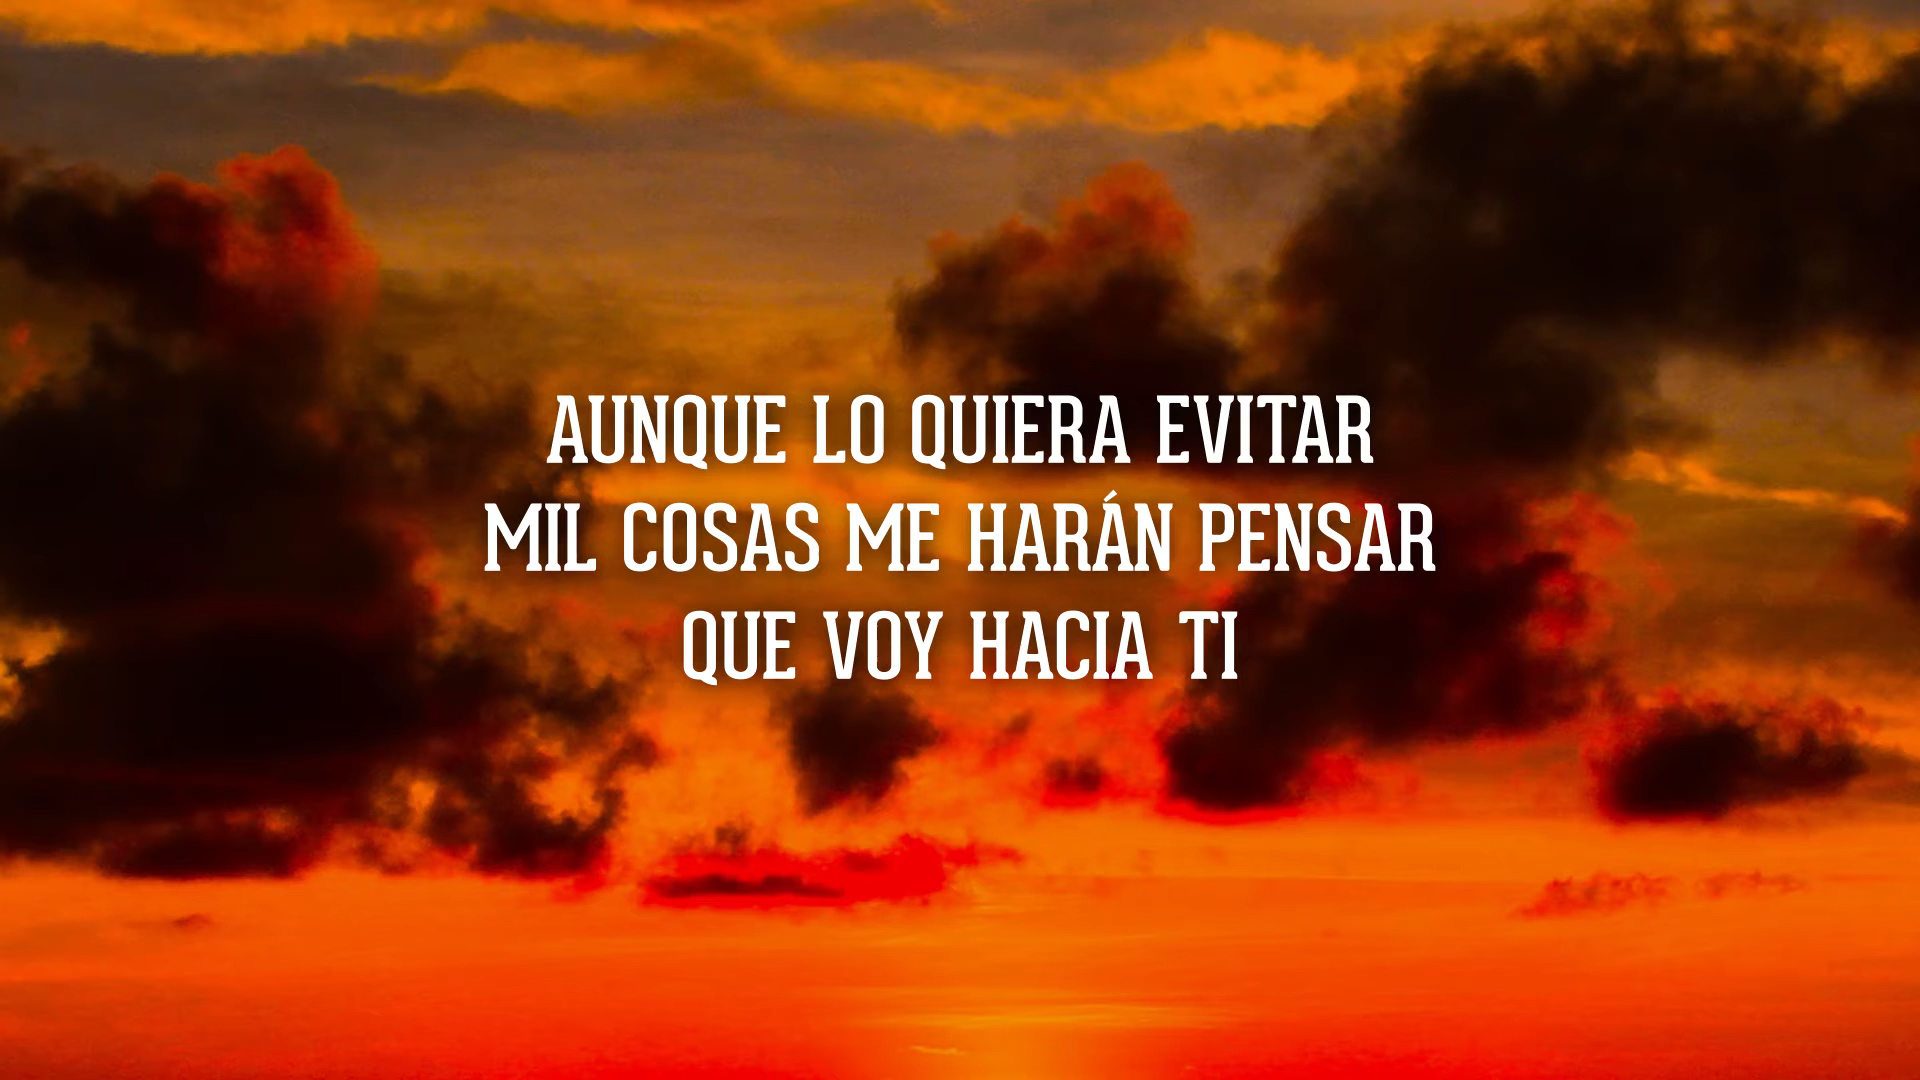 AUNQUE LO QUIERA EVITAR
MIL COSAS ME HARÁN PENSAR
QUE VOY HACIA TI